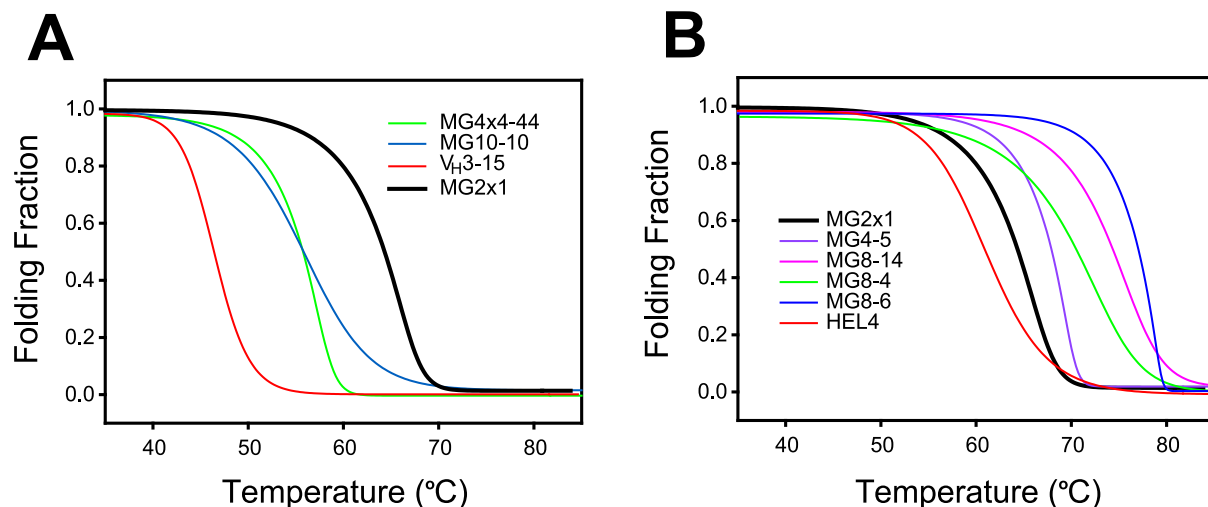 A
Folding Fraction
1.0
0.8
0.6
0.4
0.2
0.0
MG4x4-44
MG10-10
VH3-15
MG2x1
40 50 60 70 80
Temperature (ºC)
B
Folding Fraction
1.0
0.8
0.6
0.4
0.2
0.0
MG2x1
MG4-5
MG8-14
MG8-4
MG8-6
HEL4
40 50 60 70 80
Temperature (ºC)